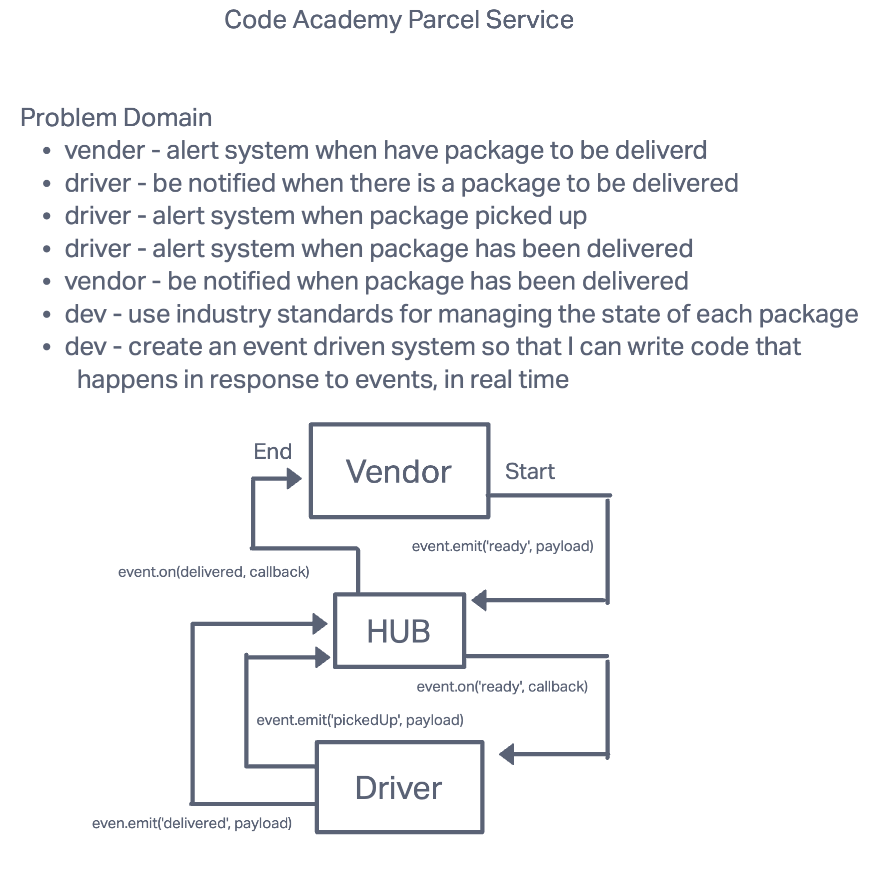 Code Academy Parcel Service
Problem Domain
• vender - alert system when have package to be deliverd
• driver - be notified when there is a package to be delivered
• driver - alert system when package picked up
• driver - alert system when package has been delivered
• vendor - be notified when package has been delivered
• dev - use industry standards for managing the state of each package
• dev - create an event driven system so that I can write code that
happens in response to events, in real time
End
Vendor
Start
event.emit('ready', payload)
event.on(delivered, callback)
HUB
event.on('ready', callback)
event.emit('pickedUp', payload)
Driver
even.emit('delivered', payload)